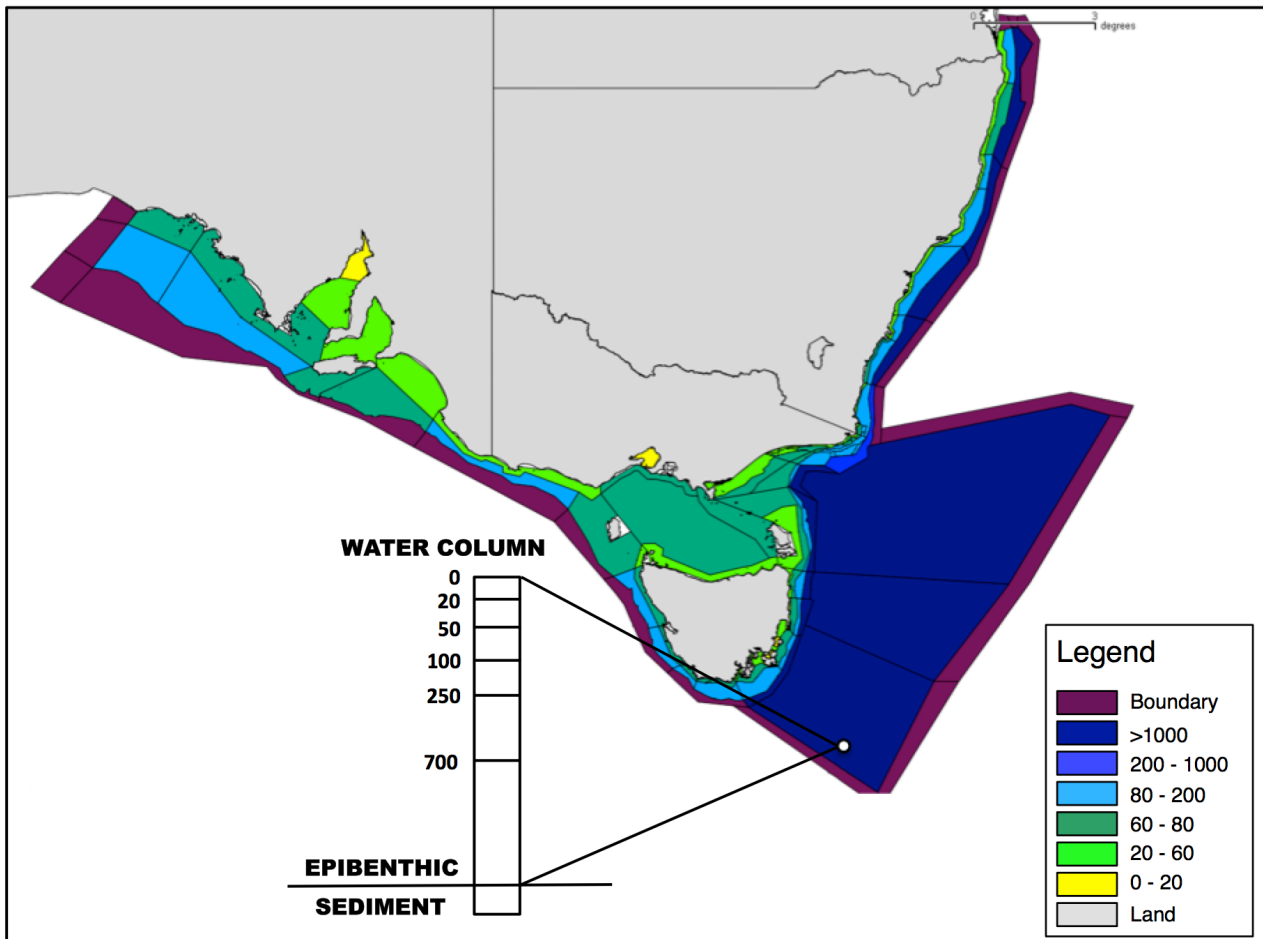 0 3
degrees
WATER COLUMN
0
20
50
100
250
700
EPIBENTHIC
SEDIMENT
Legend
Boundary
>1000
200 - 1000
80 - 200
60 - 80
20 - 60
0 - 20
Land